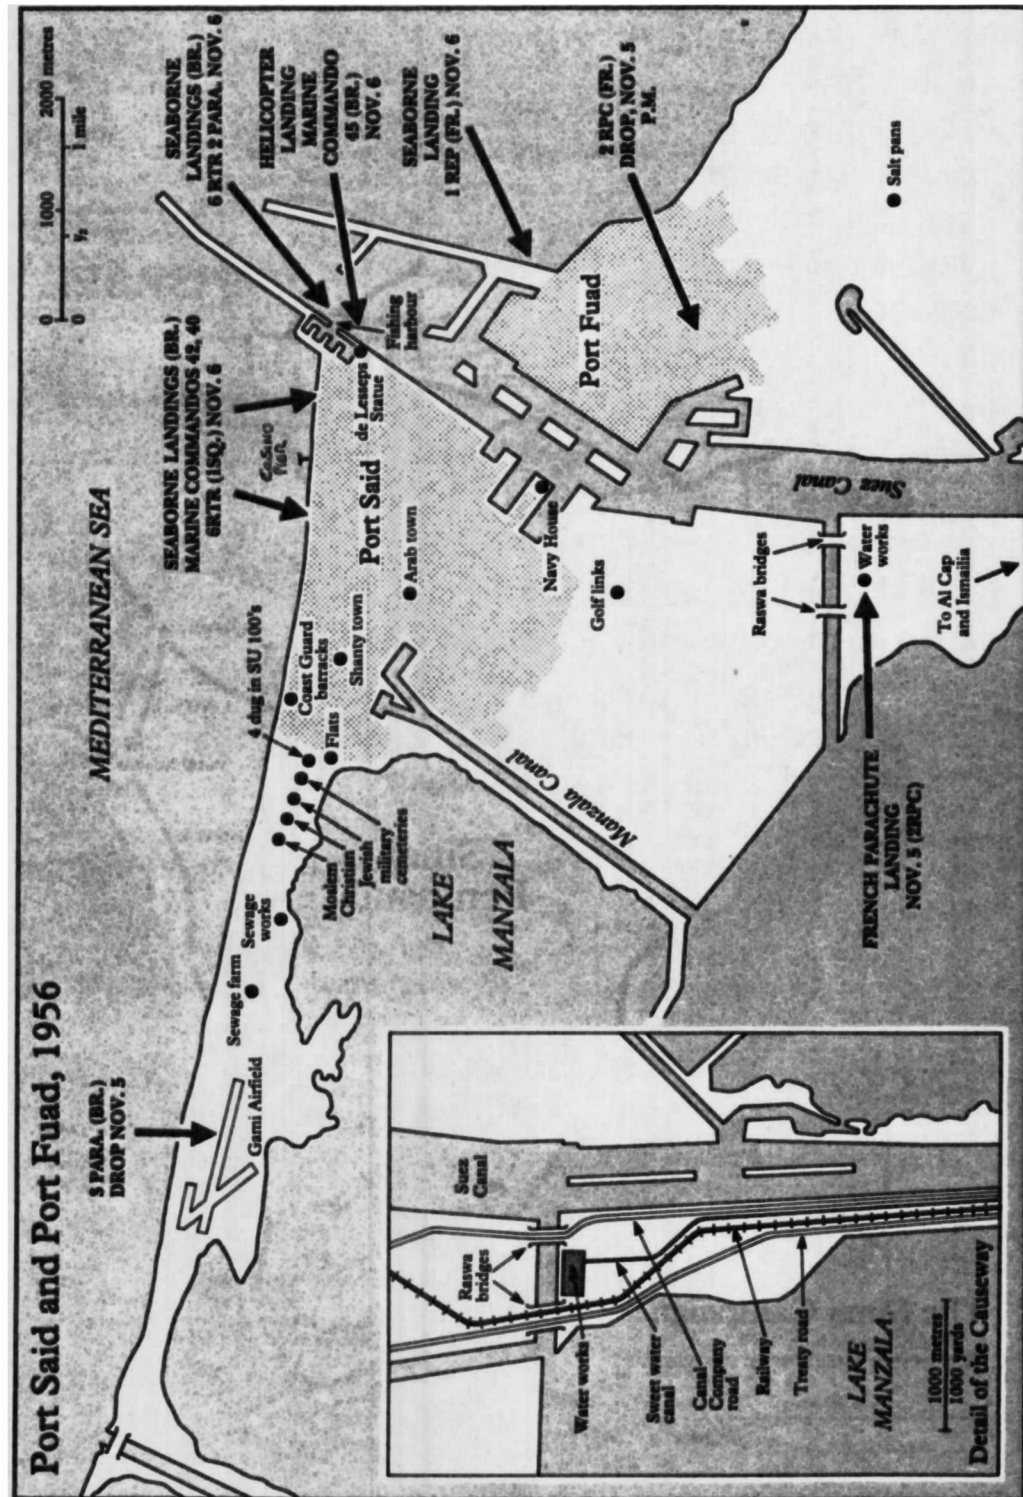 Port Said and Port Fuad, 1956
3 PARA. (BR.)
DROP NOV. 5
MEDITERRANEAN SEA
SEABORNE LANDINGS (BR.)
MARINE COMMANDOS 42, 40
6RTR (1SQ.) NOV. 6
SEABORNE
LANDINGS (BR.)
6 RTR 2 PARA. NOV. 6
HELICOPTER
LANDING
MARINE
COMMANDO
45 (BR.)
NOV. 6
SEABORNE
LANDING
1 REP (FR.) NOV. 6
2 RPC (FR.)
DROP, NOV. 5
P.M.
0 1000 2000 metres
0 ½ 1 mile
Gami Airfield
Sewage farm
Sewage
works
Moslem
Christian
Jewish
military
cemeteries
4 dug in SU 100's
Flats
Coast Guard
barracks
Shanty town
Arab town
Port Said
CASINO
de Lesseps
Statue
Fishing
harbour
Port Fuad
Navy House
Golf links
LAKE
MANZALA
Manzala Canal
Suez Canal
Salt pans
Raswa bridges
Water
works
To Al Cap
and Ismailia
FRENCH PARACHUTE
LANDING
NOV. 5 (2RPC)
Suez
Canal
Raswa
bridges
Water works
Sweet water
canal
Canal
Company
road
Railway
Treaty road
LAKE
MANZALA.
1000 metres
1000 yards
Detail of the Causeway